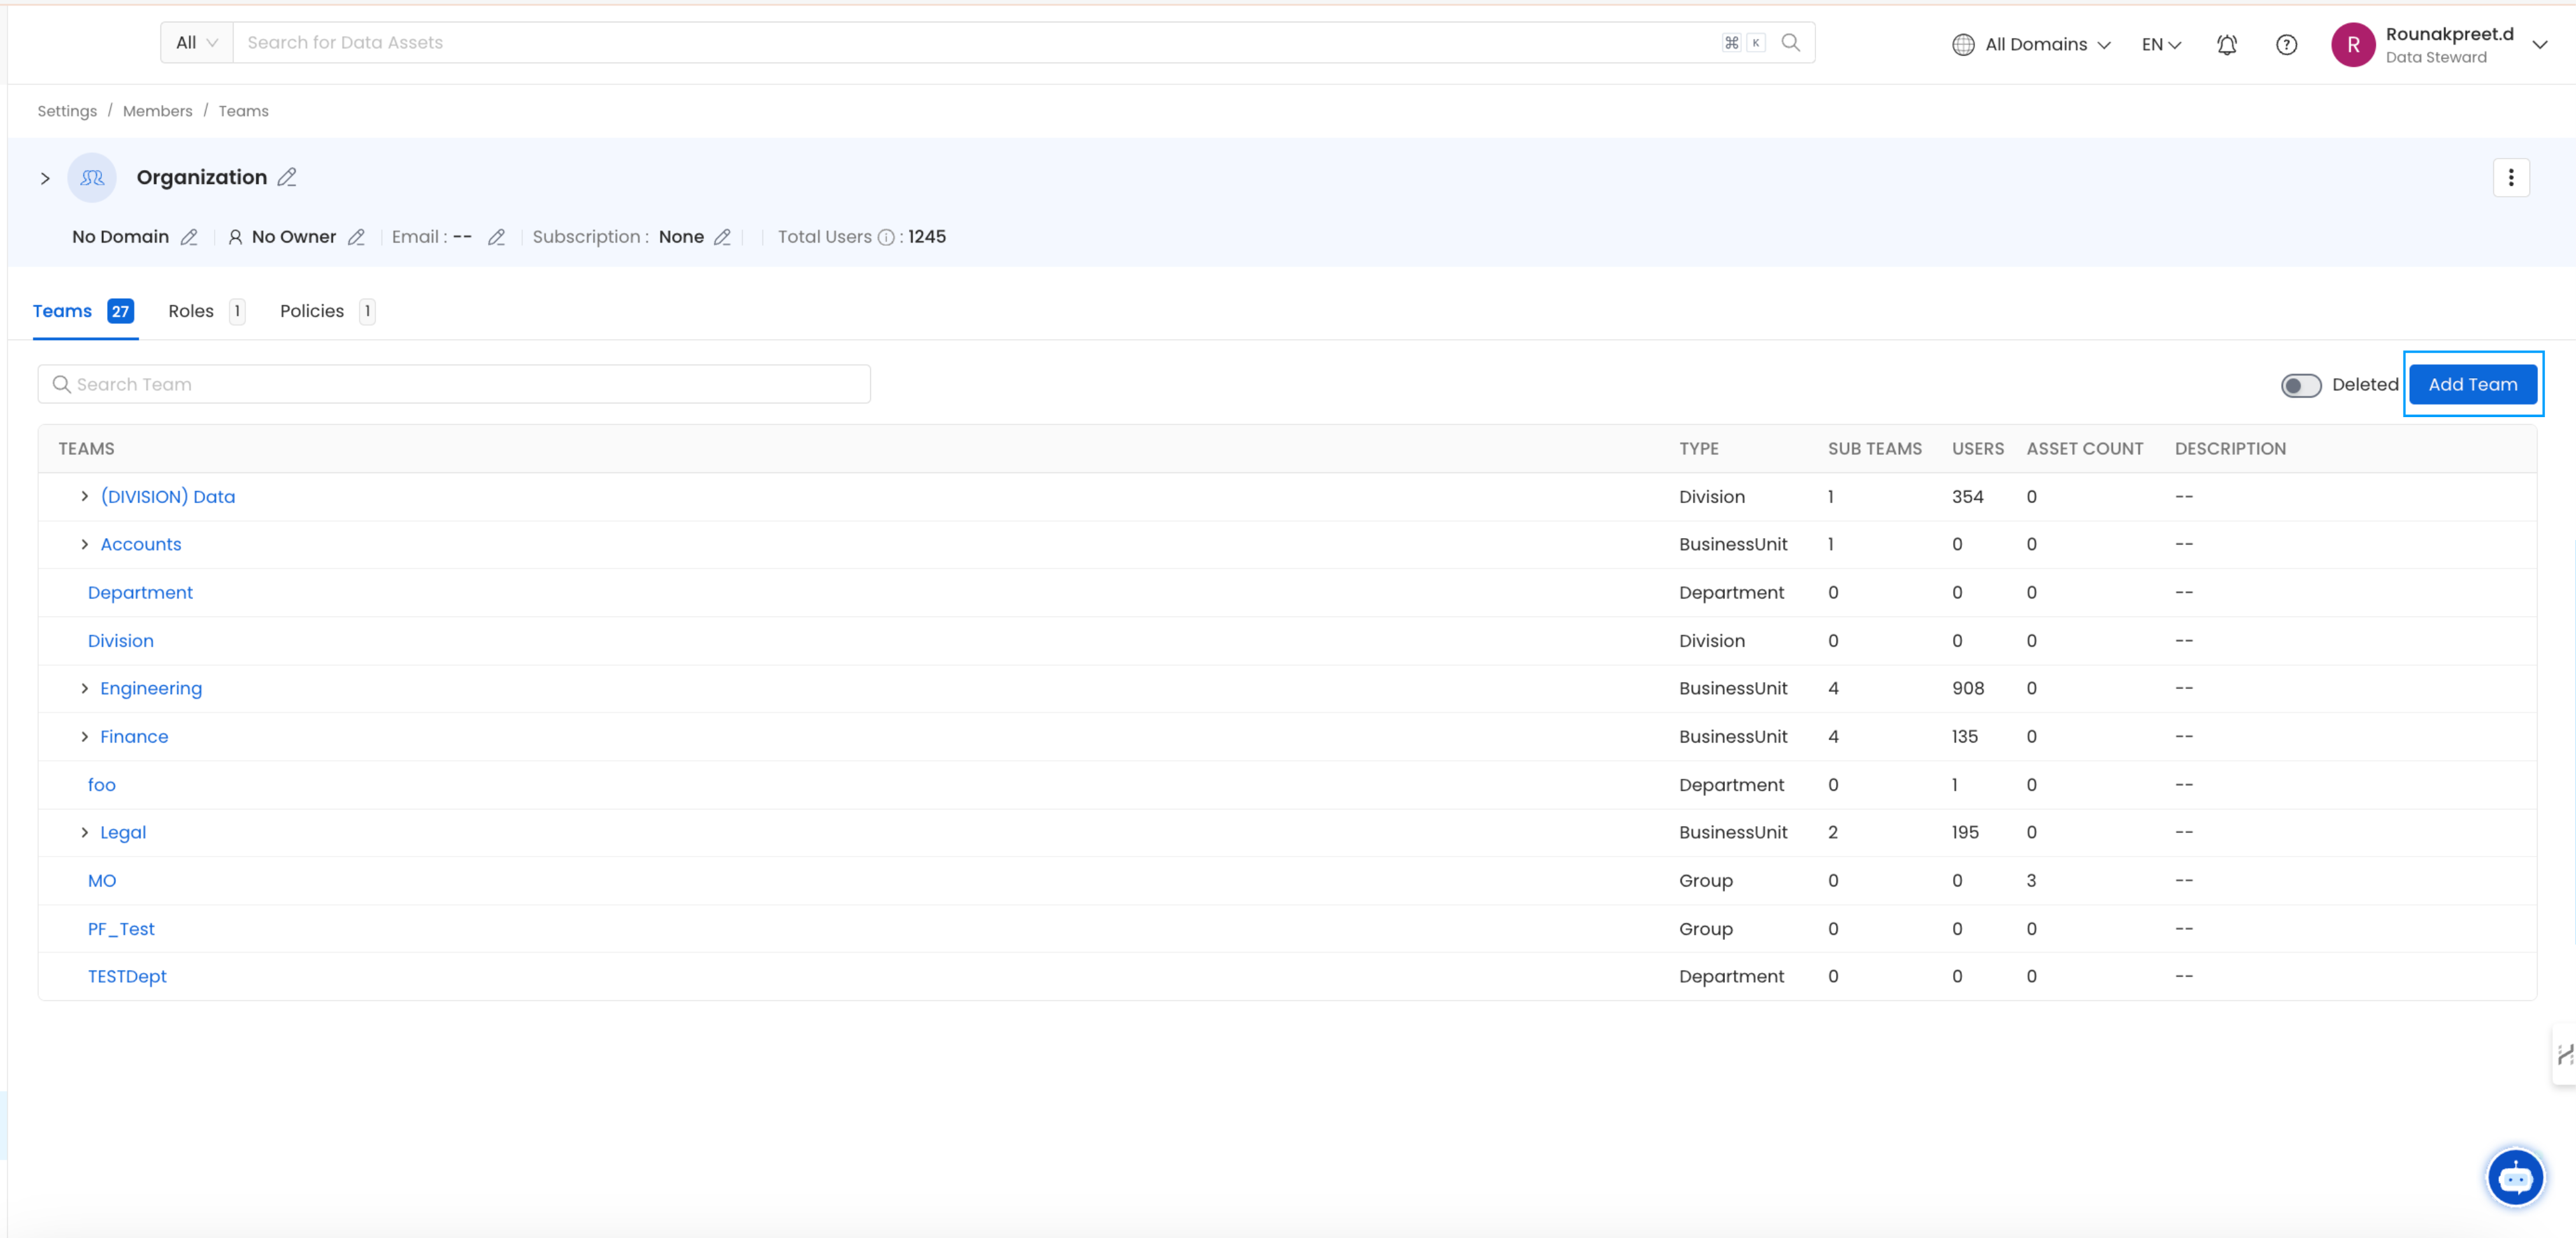 All Search for Data Assets ⌘ K All Domains EN ? R Roundakpreet.d
Data Steward
Settings / Members / Teams
Organization
No Domain No Owner Email : -- Subscription : None Total Users : 1245
Teams 27 Roles 1 Policies 1
Search Team Deleted Add Team
TEAMS TYPE SUB TEAMS USERS ASSET COUNT DESCRIPTION
(DIVISION) Data Division 1 354 0 --
Accounts BusinessUnit 1 0 0 --
Department Department 0 0 0 --
Division Division 0 0 0 --
Engineering BusinessUnit 4 908 0 --
Finance BusinessUnit 4 135 0 --
foo Department 0 1 0 --
Legal BusinessUnit 2 195 0 --
MO Group 0 0 3 --
PF_Test Group 0 0 0 --
TESTDept Department 0 0 0 --